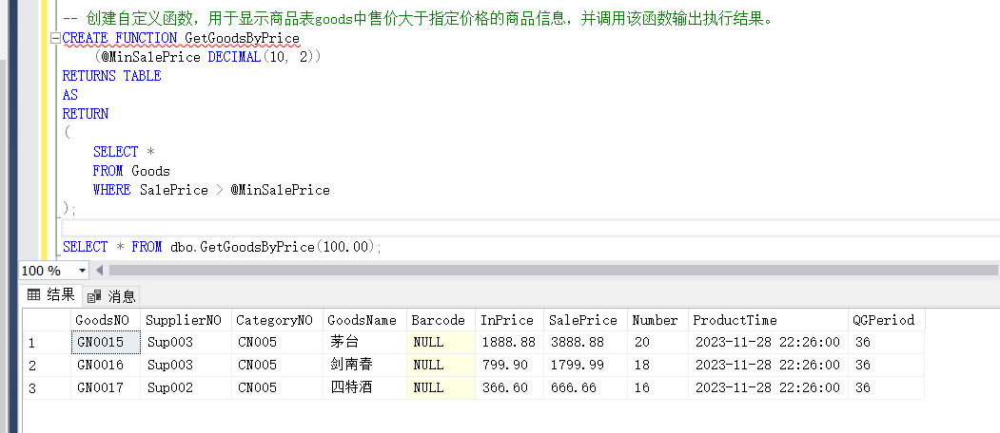 -- 创建自定义函数，用于显示商品表goods中售价大于指定价格的商品信息，并调用该函数输出执行结果。
CREATE FUNCTION GetGoodsByPrice
(@MinSalePrice DECIMAL(10, 2))
RETURNS TABLE
AS
RETURN
(
SELECT *
FROM Goods
WHERE SalePrice > @MinSalePrice
);
SELECT * FROM dbo.GetGoodsByPrice(100.00);
100 %
结果 消息
GoodsNO SupplierNO CategoryNO GoodsName Barcode InPrice SalePrice Number ProductTime QGPeriod
1 GN0015 Sup003 CN005 茅台 NULL 1888.88 3888.88 20 2023-11-28 22:26:00 36
2 GN0016 Sup003 CN005 剑南春 NULL 799.90 1799.99 18 2023-11-28 22:26:00 36
3 GN0017 Sup002 CN005 四特酒 NULL 366.60 666.66 16 2023-11-28 22:26:00 36